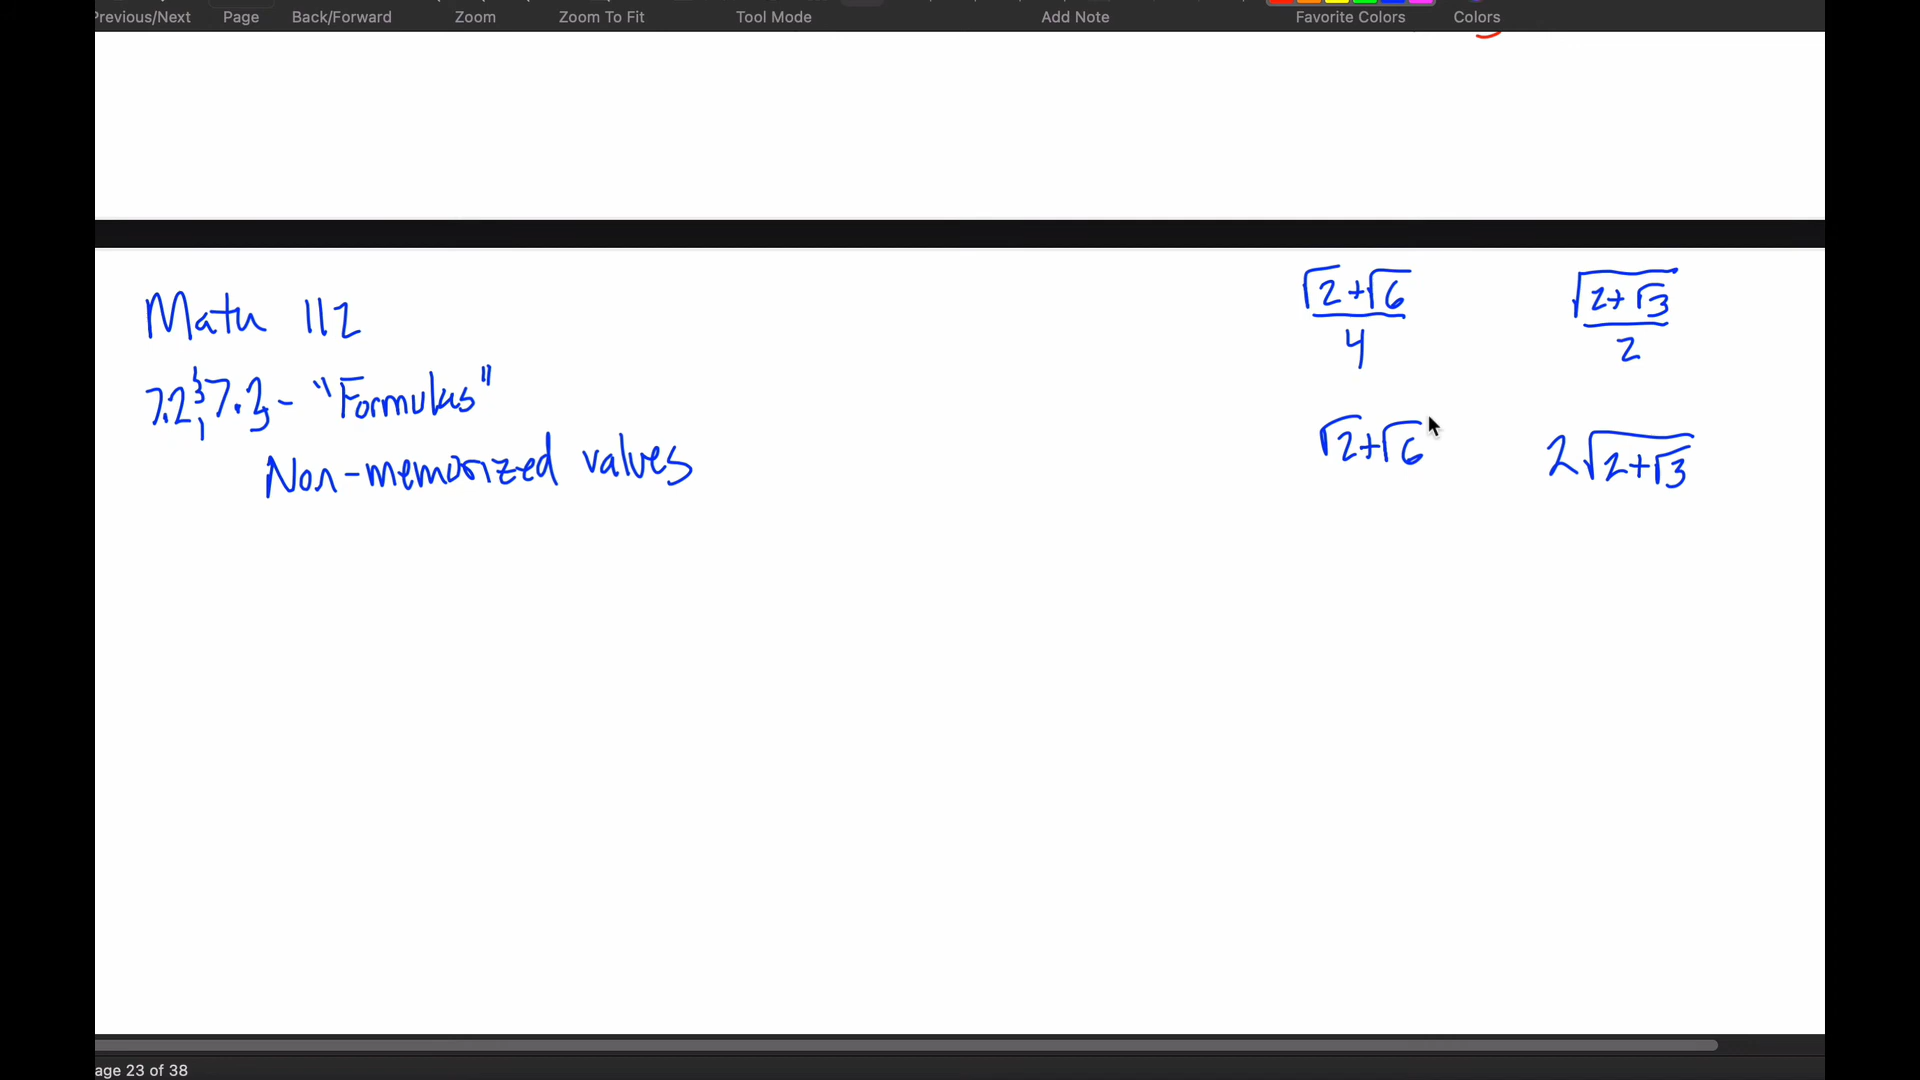 Previous/Next Page Back/Forward Zoom Zoom To Fit Tool Mode Add Note Favorite Colors Colors
Math 112
7.2 & 7.3 - "Formulas"
Non-memorized values
(√2+√6)/4
√(2+√3)/2
√2+√6
2√(2+√3)
age 23 of 38